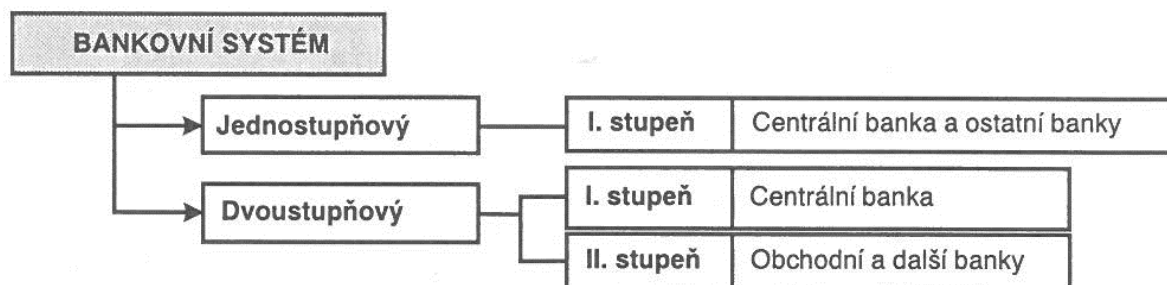 BANKOVNÍ SYSTÉM
Jednostupňový
I. stupeň Centrální banka a ostatní banky
Dvoustupňový
I. stupeň Centrální banka
II. stupeň Obchodní a další banky